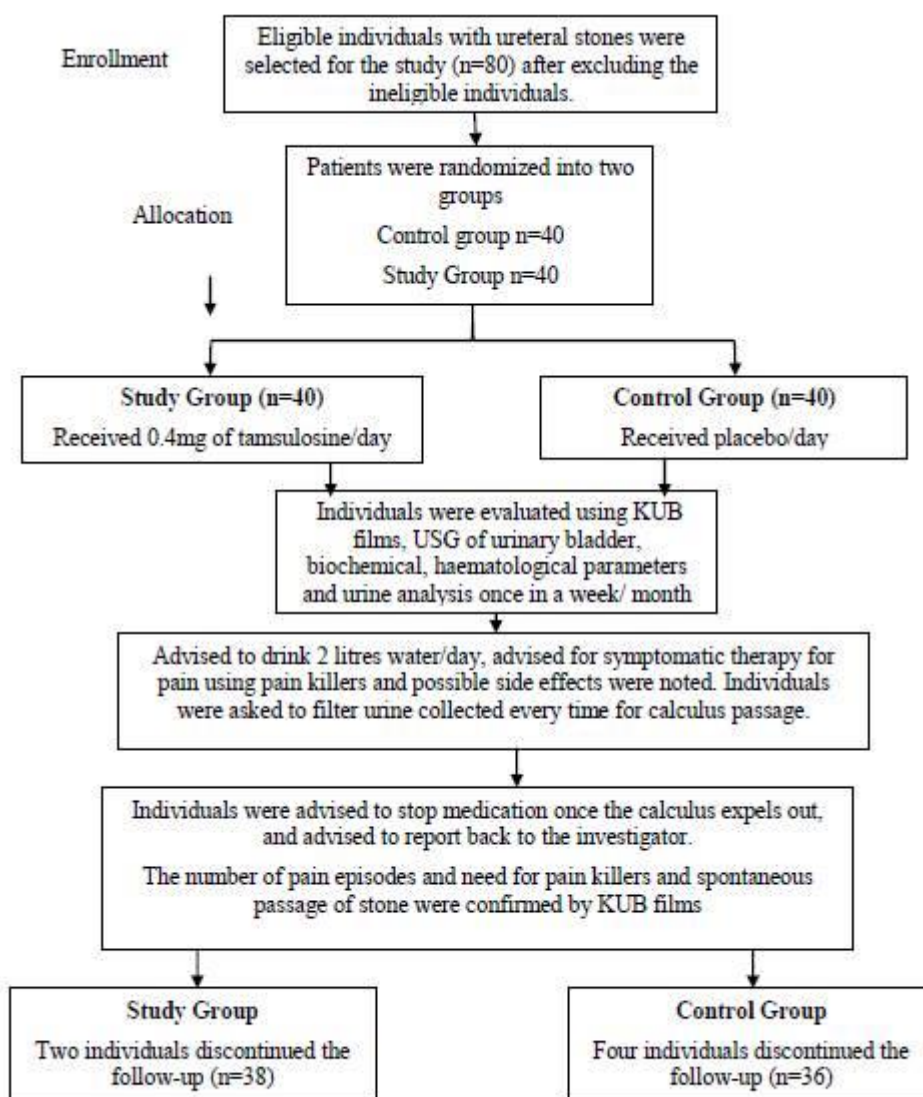 Enrollment
Eligible individuals with ureteral stones were
selected for the study (n=80) after excluding the
ineligible individuals.
Patients were randomized into two
groups
Control group n=40
Study Group n=40
Allocation
Study Group (n=40)
Received 0.4mg of tamsulosine/day
Control Group (n=40)
Received placebo/day
Individuals were evaluated using KUB
films, USG of urinary bladder,
biochemical, haematological parameters
and urine analysis once in a week/ month
Advised to drink 2 litres water/day, advised for symptomatic therapy for
pain using pain killers and possible side effects were noted. Individuals
were asked to filter urine collected every time for calculus passage.
Individuals were advised to stop medication once the calculus expels out,
and advised to report back to the investigator.
The number of pain episodes and need for pain killers and spontaneous
passage of stone were confirmed by KUB films
Study Group
Two individuals discontinued the
follow-up (n=38)
Control Group
Four individuals discontinued the
follow-up (n=36)